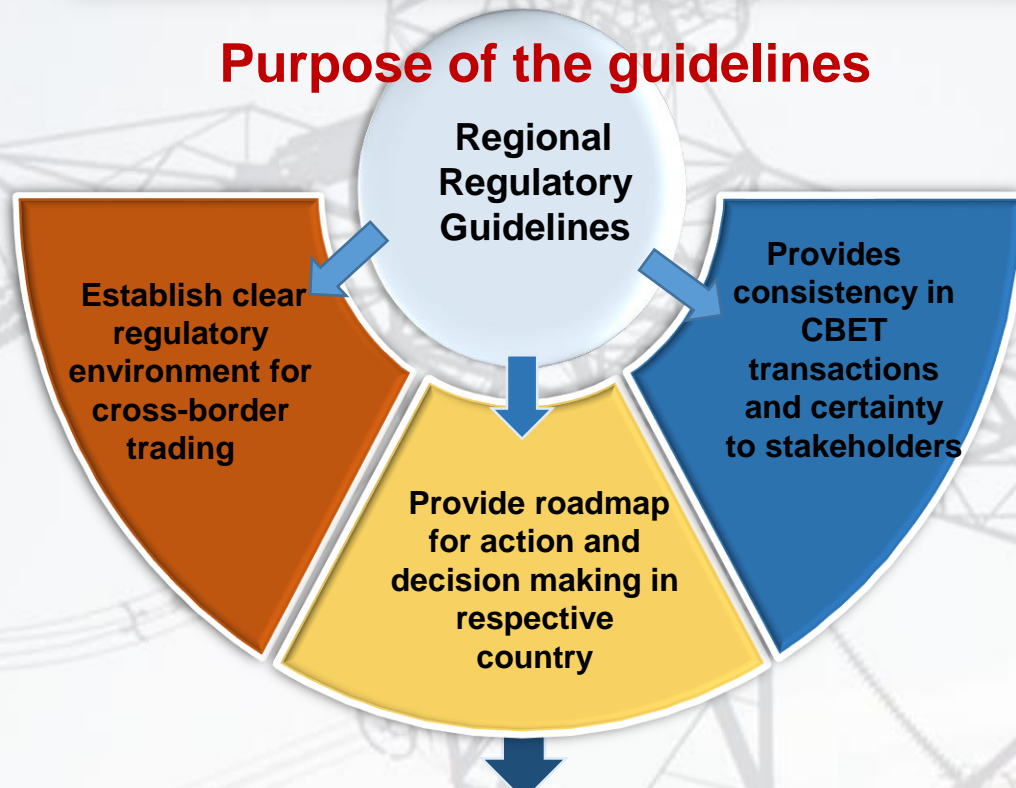 Purpose of the guidelines
Regional
Regulatory
Guidelines
Establish clear
regulatory
environment for
cross-border
trading
Provide roadmap
for action and
decision making in
respective
country
Provides
consistency in
CBET
transactions
and certainty
to stakeholders